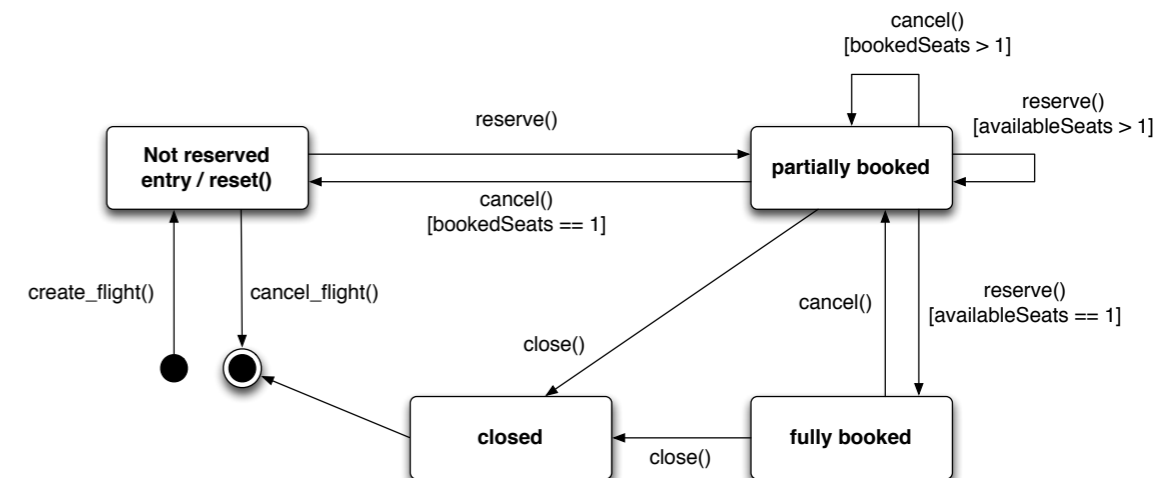 cancel()
[bookedSeats > 1]
reserve()
[availableSeats > 1]
reserve()
Not reserved
entry / reset()
partially booked
cancel()
[bookedSeats == 1]
create_flight()
cancel_flight()
cancel()
reserve()
[availableSeats == 1]
close()
closed
fully booked
close()